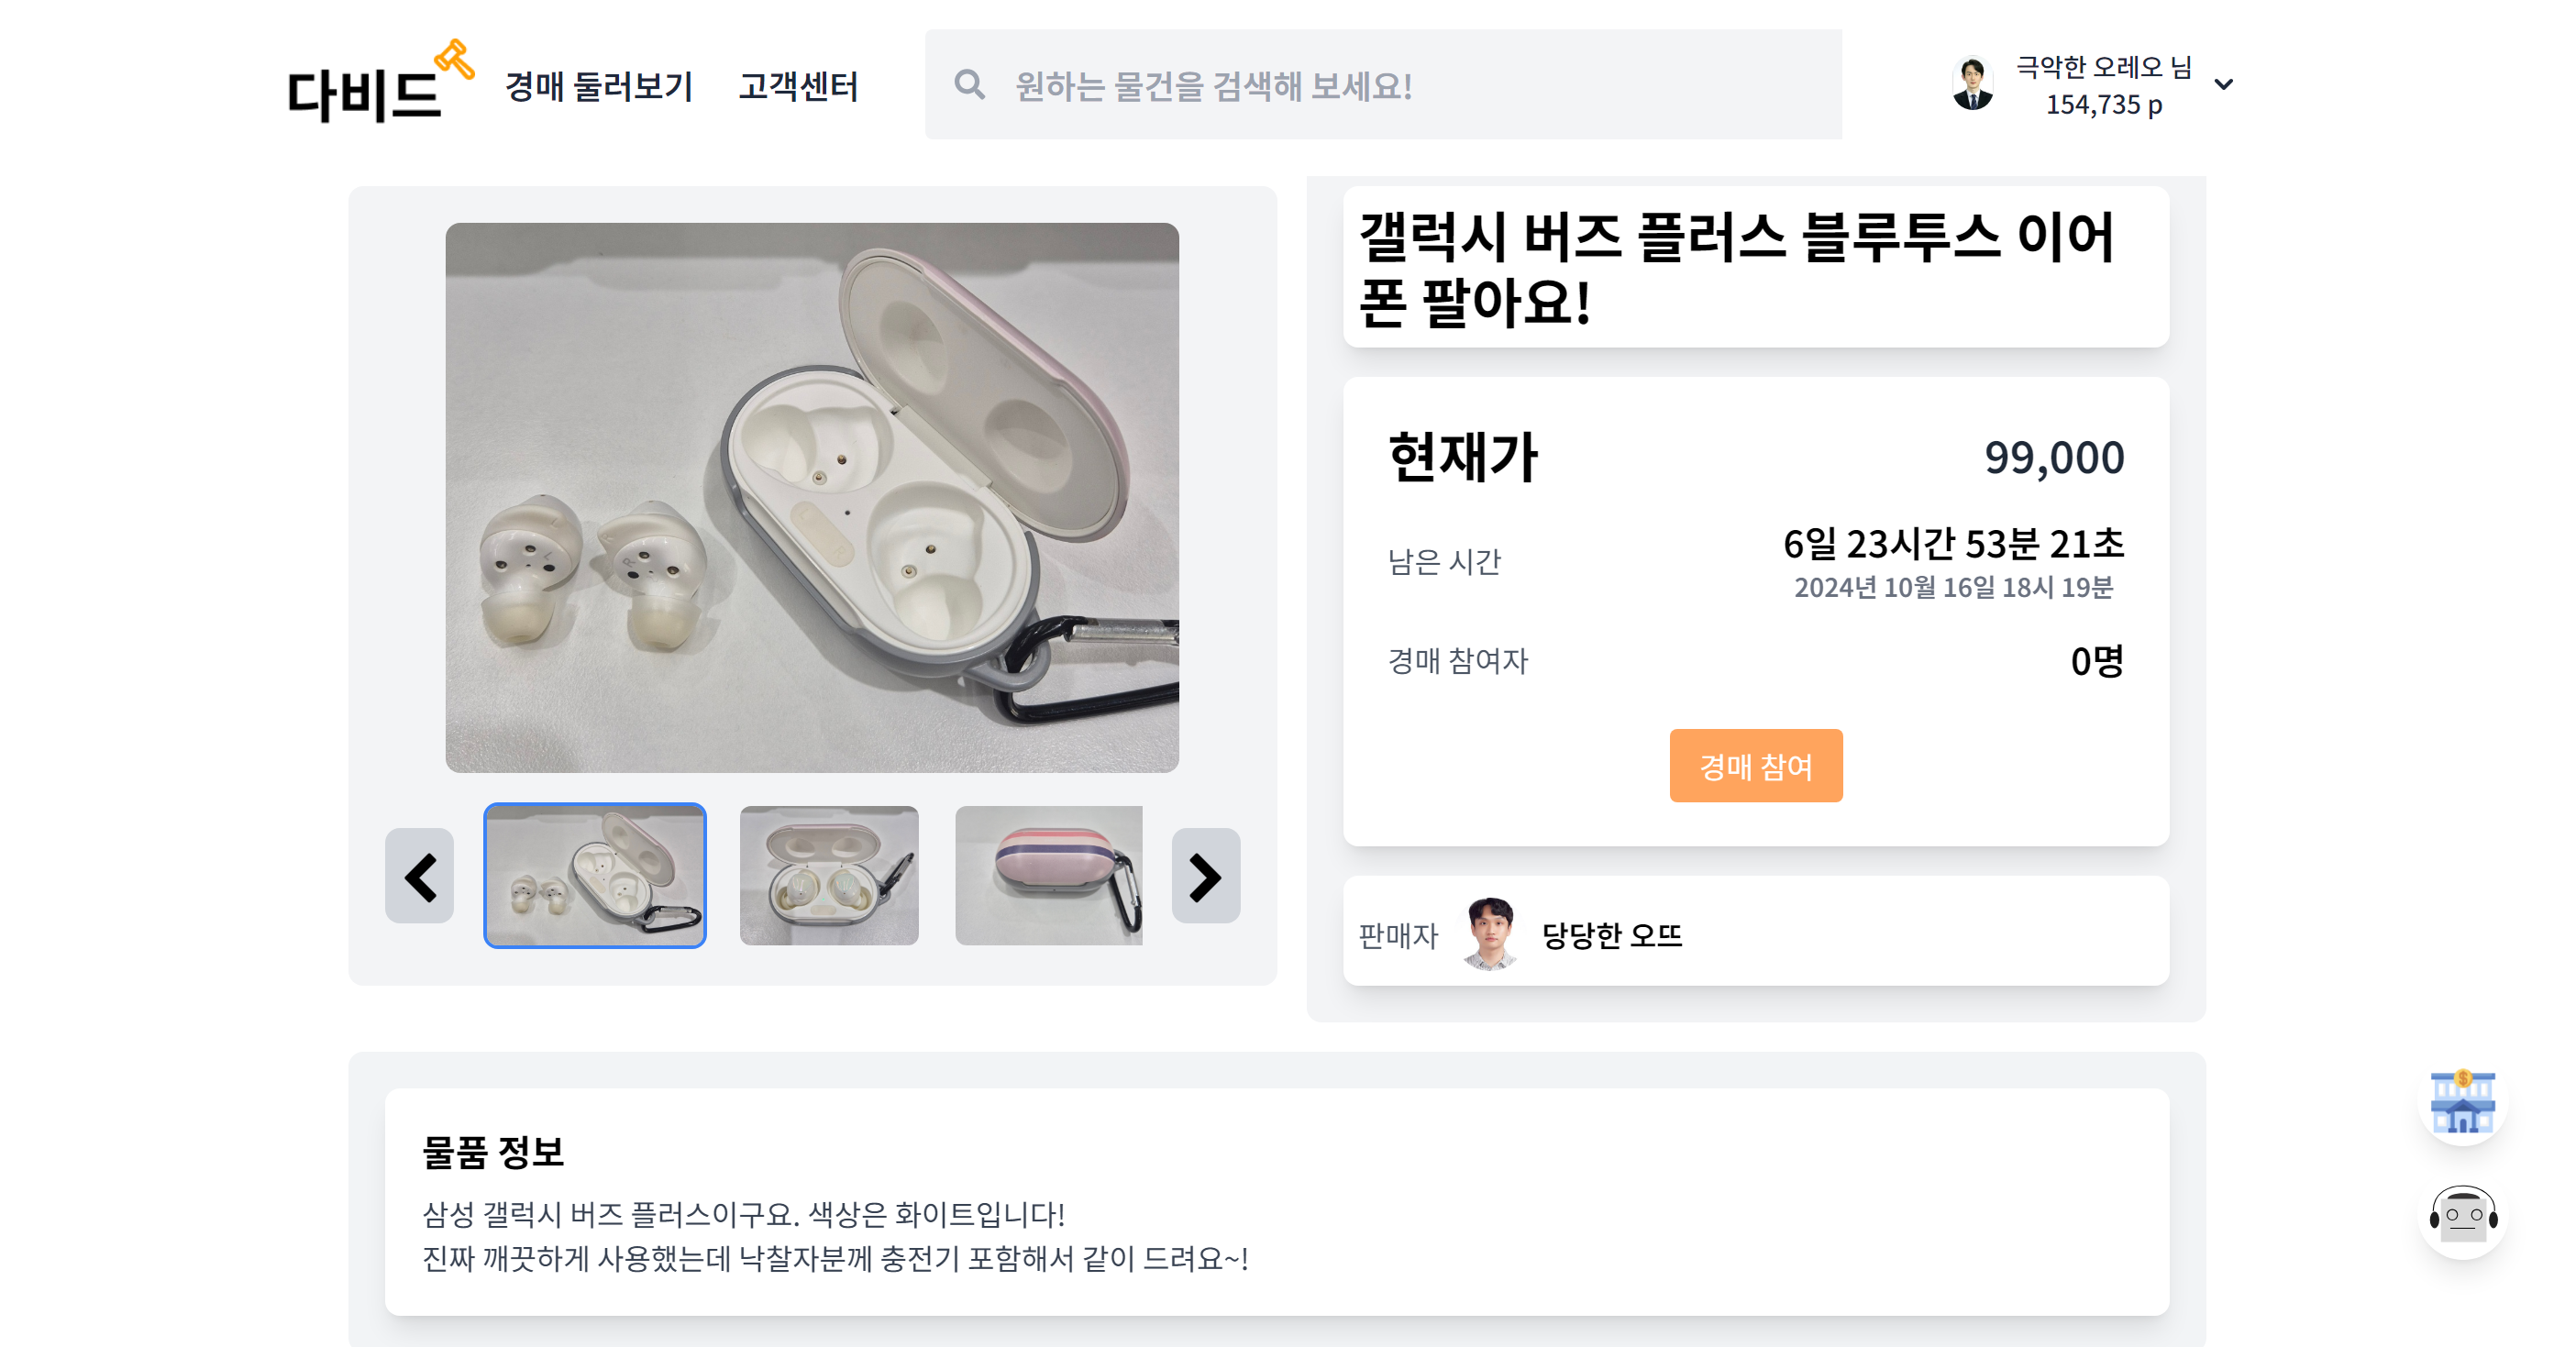 다비드
경매 둘러보기
고객센터
원하는 물건을 검색해 보세요!
극악한 오레오 님
154,735 p
갤럭시 버즈 플러스 블루투스 이어
폰 팔아요!
현재가
99,000
남은 시간
6일 23시간 53분 21초
2024년 10월 16일 18시 19분
경매 참여자
0명
경매 참여
판매자
당당한 오뜨
물품 정보
삼성 갤럭시 버즈 플러스이구요. 색상은 화이트입니다!
진짜 깨끗하게 사용했는데 낙찰자분께 충전기 포함해서 같이 드려요~!